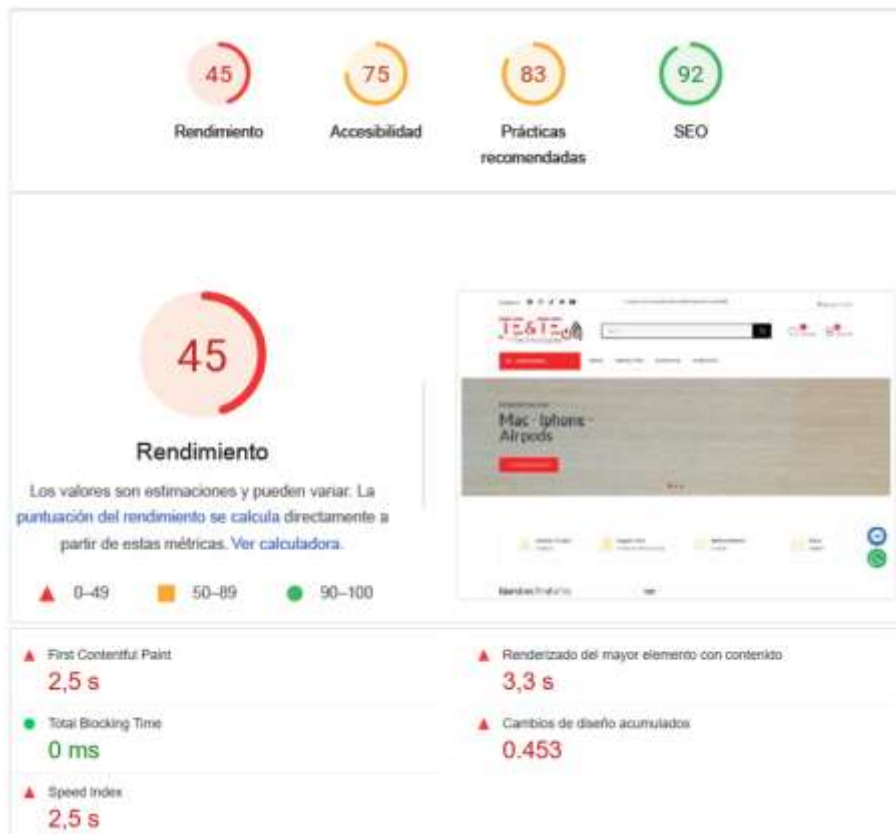 45
75
83
92
Rendimiento
Accesibilidad
Prácticas
recomendadas
SEO
45
Rendimiento
Los valores son estimaciones y pueden variar. La
puntuación del rendimiento se calcula directamente a
partir de estas métricas. Ver calculadora.
0–49
50–89
90–100
TE&TE
Mac - Iphone -
Airpods
First Contentful Paint
2,5 s
Renderizado del mayor elemento con contenido
3,3 s
Total Blocking Time
0 ms
Cambios de diseño acumulados
0.453
Speed Index
2,5 s